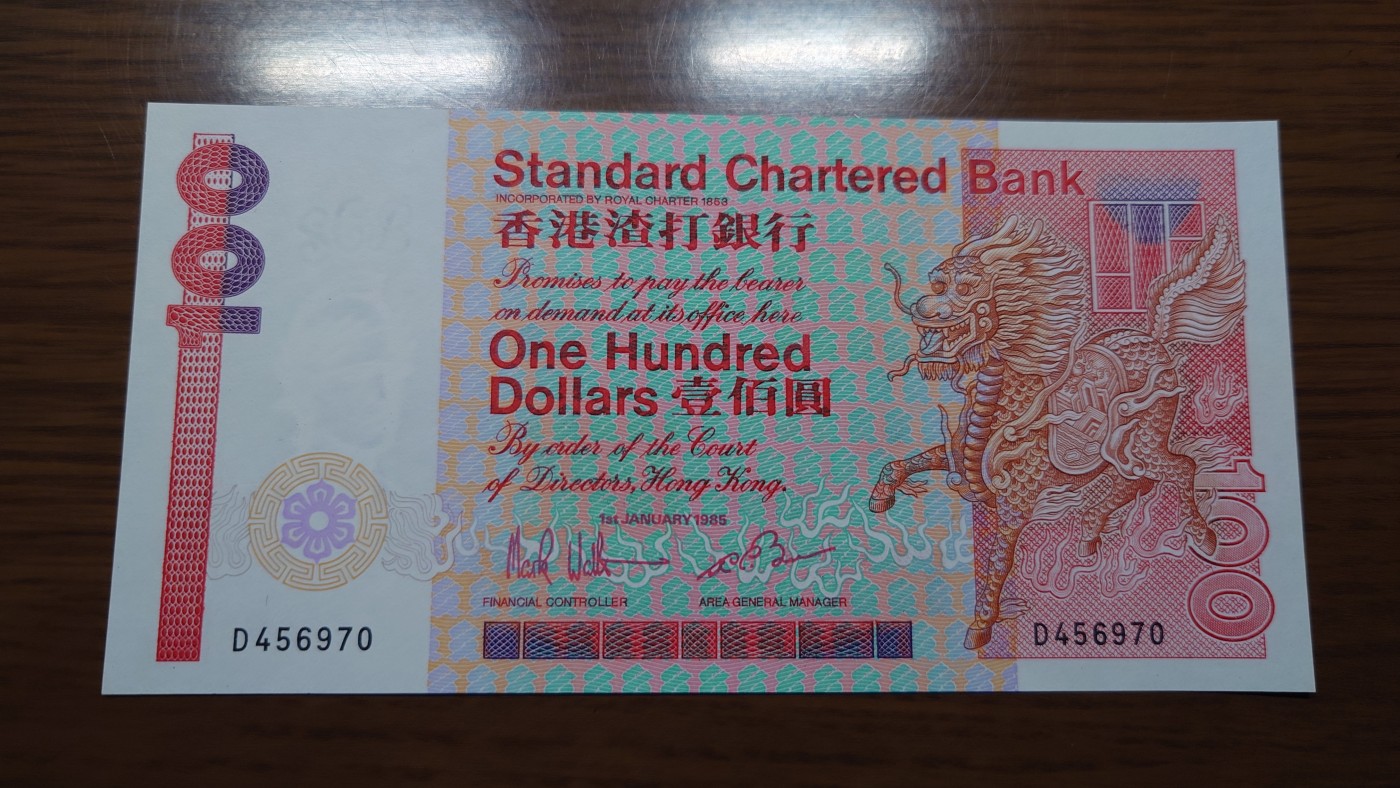 100
Standard Chartered Bank
INCORPORATED BY ROYAL CHARTER 1853
香港渣打銀行
Promises to pay the bearer
on demand at its office here
One Hundred
Dollars 壹佰圓
By order of the Court
of Directors, Hong Kong.
1st JANUARY 1985
Mark
FINANCIAL CONTROLLER AREA GENERAL MANAGER
D456970 D456970
100